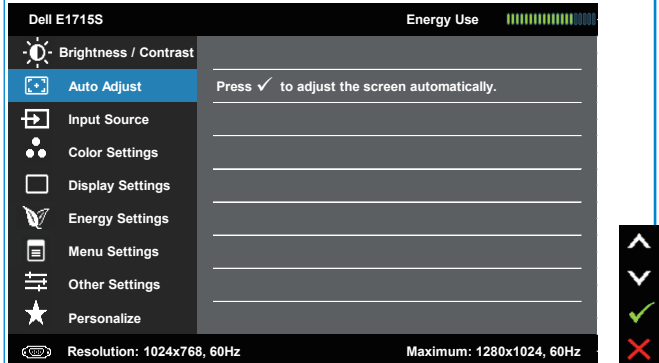 Dell E1715S Energy Use
Brightness / Contrast
Auto Adjust Press ✓ to adjust the screen automatically.
Input Source
Color Settings
Display Settings
Energy Settings
Menu Settings
Other Settings
Personalize
Resolution: 1024x768, 60Hz Maximum: 1280x1024, 60Hz